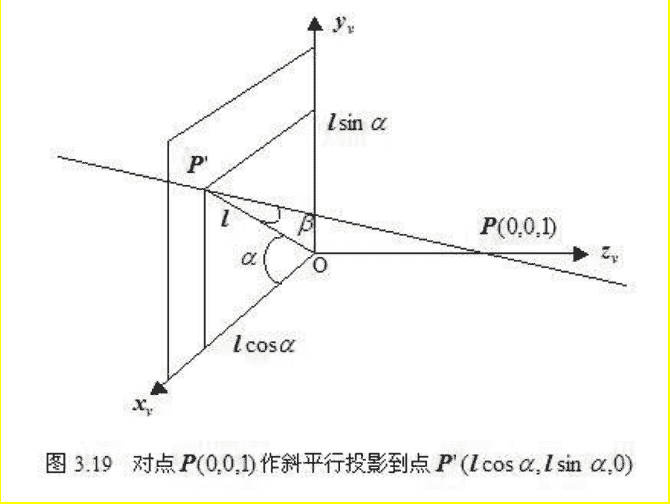 y_v
l sin α
P'
l
β
P(0,0,1)
z_v
α
O
l cosα
x_v
图 3.19 对点 P(0,0,1) 作斜平行投影到点 P'(l cos α, l sin α,0)